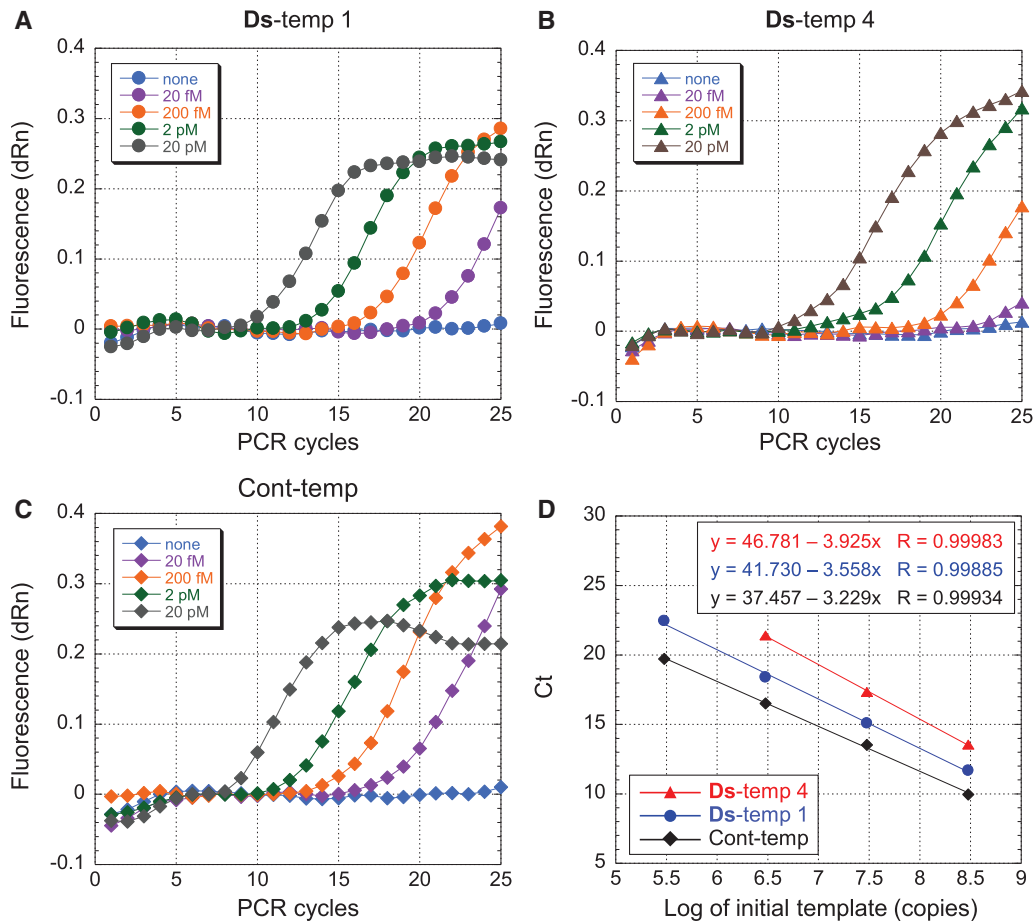 A
Ds-temp 1
0.4
0.3
0.2
0.1
0
-0.1
Fluorescence (dRn)
none
20 fM
200 fM
2 pM
20 pM
0 5 10 15 20 25
PCR cycles
B
Ds-temp 4
0.4
0.3
0.2
0.1
0
-0.1
Fluorescence (dRn)
none
20 fM
200 fM
2 pM
20 pM
0 5 10 15 20 25
PCR cycles
C
Cont-temp
0.4
0.3
0.2
0.1
0
-0.1
Fluorescence (dRn)
none
20 fM
200 fM
2 pM
20 pM
0 5 10 15 20 25
PCR cycles
D
30
25
20
15
10
5
Ct
y = 46.781 – 3.925x R = 0.99983
y = 41.730 – 3.558x R = 0.99885
y = 37.457 – 3.229x R = 0.99934
Ds-temp 4
Ds-temp 1
Cont-temp
5 5.5 6 6.5 7 7.5 8 8.5 9
Log of initial template (copies)